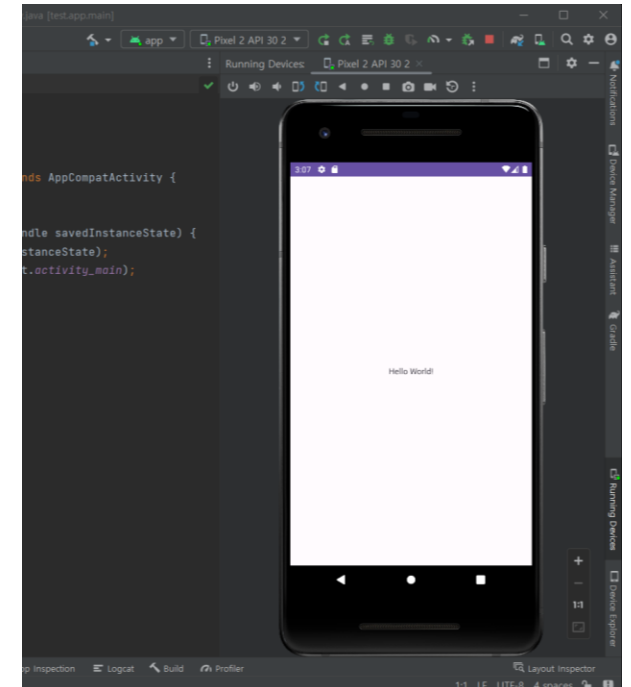 java [test.app.main]
app
Pixel 2 API 30 2
Running Devices:
Pixel 2 API 30 2
Notifications
Device Manager
Assistant
Gradle
Running Devices
Device Explorer
nds AppCompatActivity {
ndle savedInstanceState) {
stanceState);
t.activity_main);
3:07
Hello World!
1:1
pp Inspection
Logcat
Build
Profiler
Layout Inspector
1:1 LF UTF-8 4 spaces